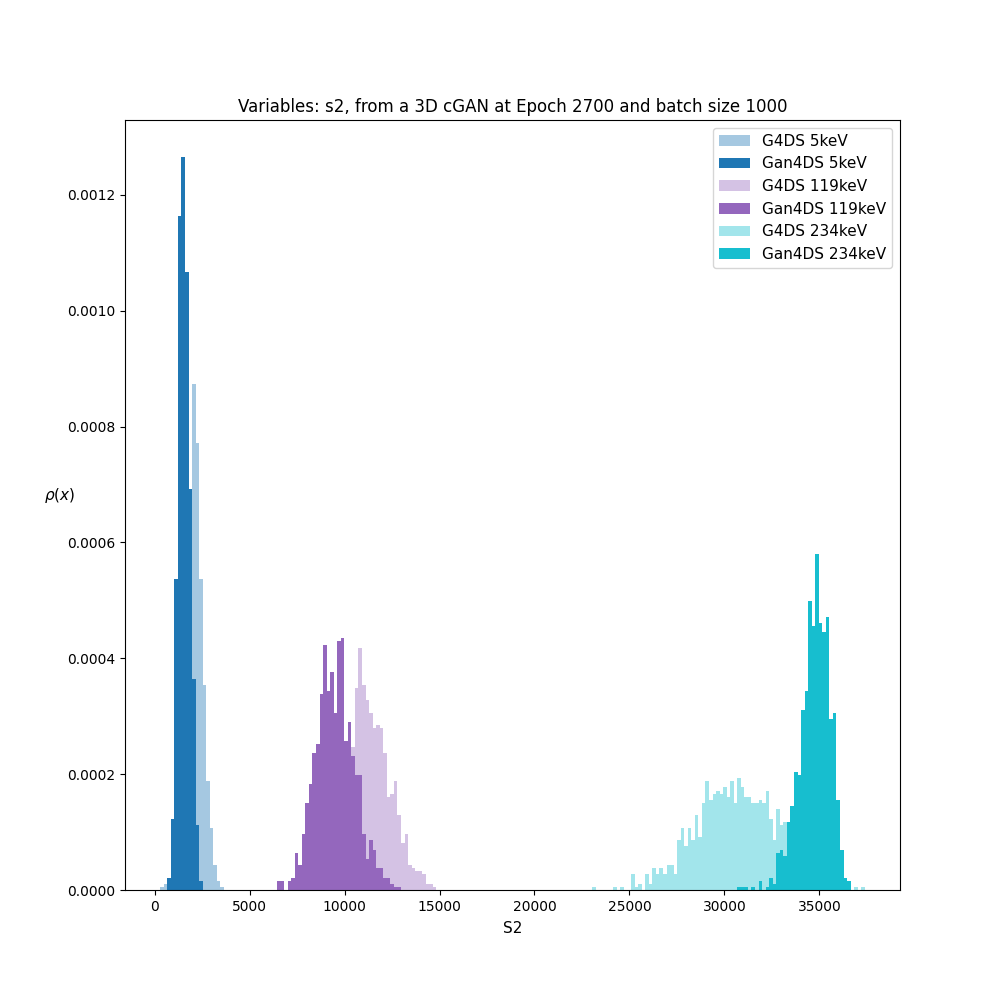 Variables: s2, from a 3D cGAN at Epoch 2700 and batch size 1000
G4DS 5keV
Gan4DS 5keV
G4DS 119keV
Gan4DS 119keV
G4DS 234keV
Gan4DS 234keV
0.0012
0.0010
0.0008
ρ(x)
0.0006
0.0004
0.0002
0.0000
0 5000 10000 15000 20000 25000 30000 35000
S2